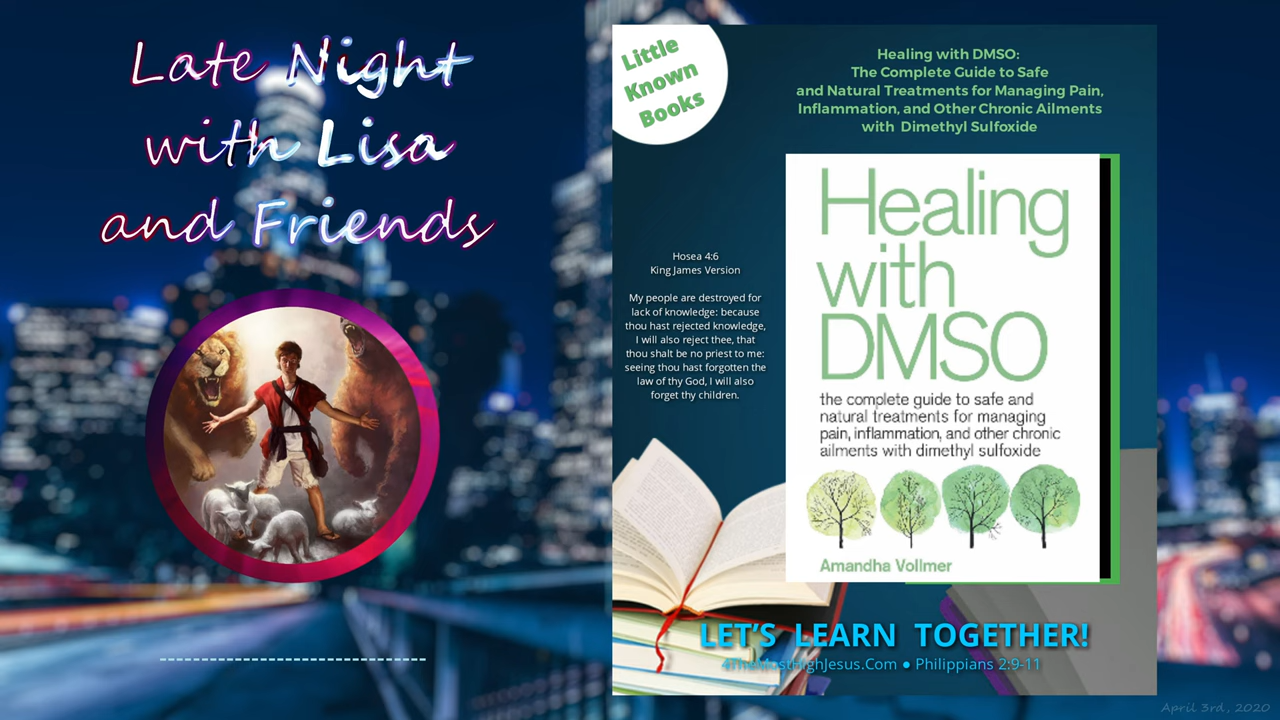 Late Night
with Lisa
and Friends
Little
Known
Books
Healing with DMSO:
The Complete Guide to Safe
and Natural Treatments for Managing Pain,
Inflammation, and Other Chronic Ailments
with Dimethyl Sulfoxide
Hosea 4:6
King James Version
My people are destroyed for
lack of knowledge: because
thou hast rejected knowledge,
I will also reject thee, that
thou shalt be no priest to me:
seeing thou hast forgotten the
law of thy God, I will also
forget thy children.
Healing
with
DMSO
the complete guide to safe and
natural treatments for managing
pain, inflammation, and other chronic
ailments with dimethyl sulfoxide
Amandha Vollmer
LET'S LEARN TOGETHER!
4TheMostHighJesus.Com ● Philippians 2:9-11
April 3rd, 2020